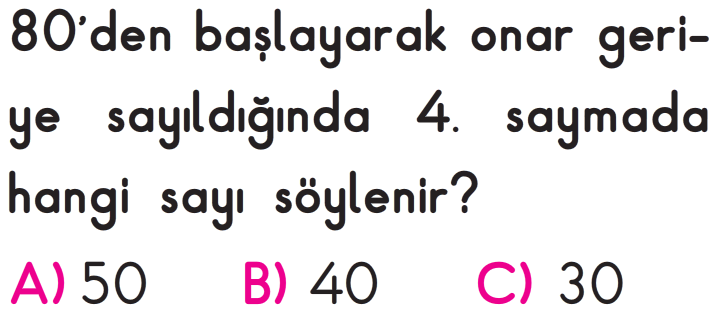 80'den başlayarak onar geri-
ye sayıldığında 4. saymada
hangi sayı söylenir?
A) 50 B) 40 C) 30